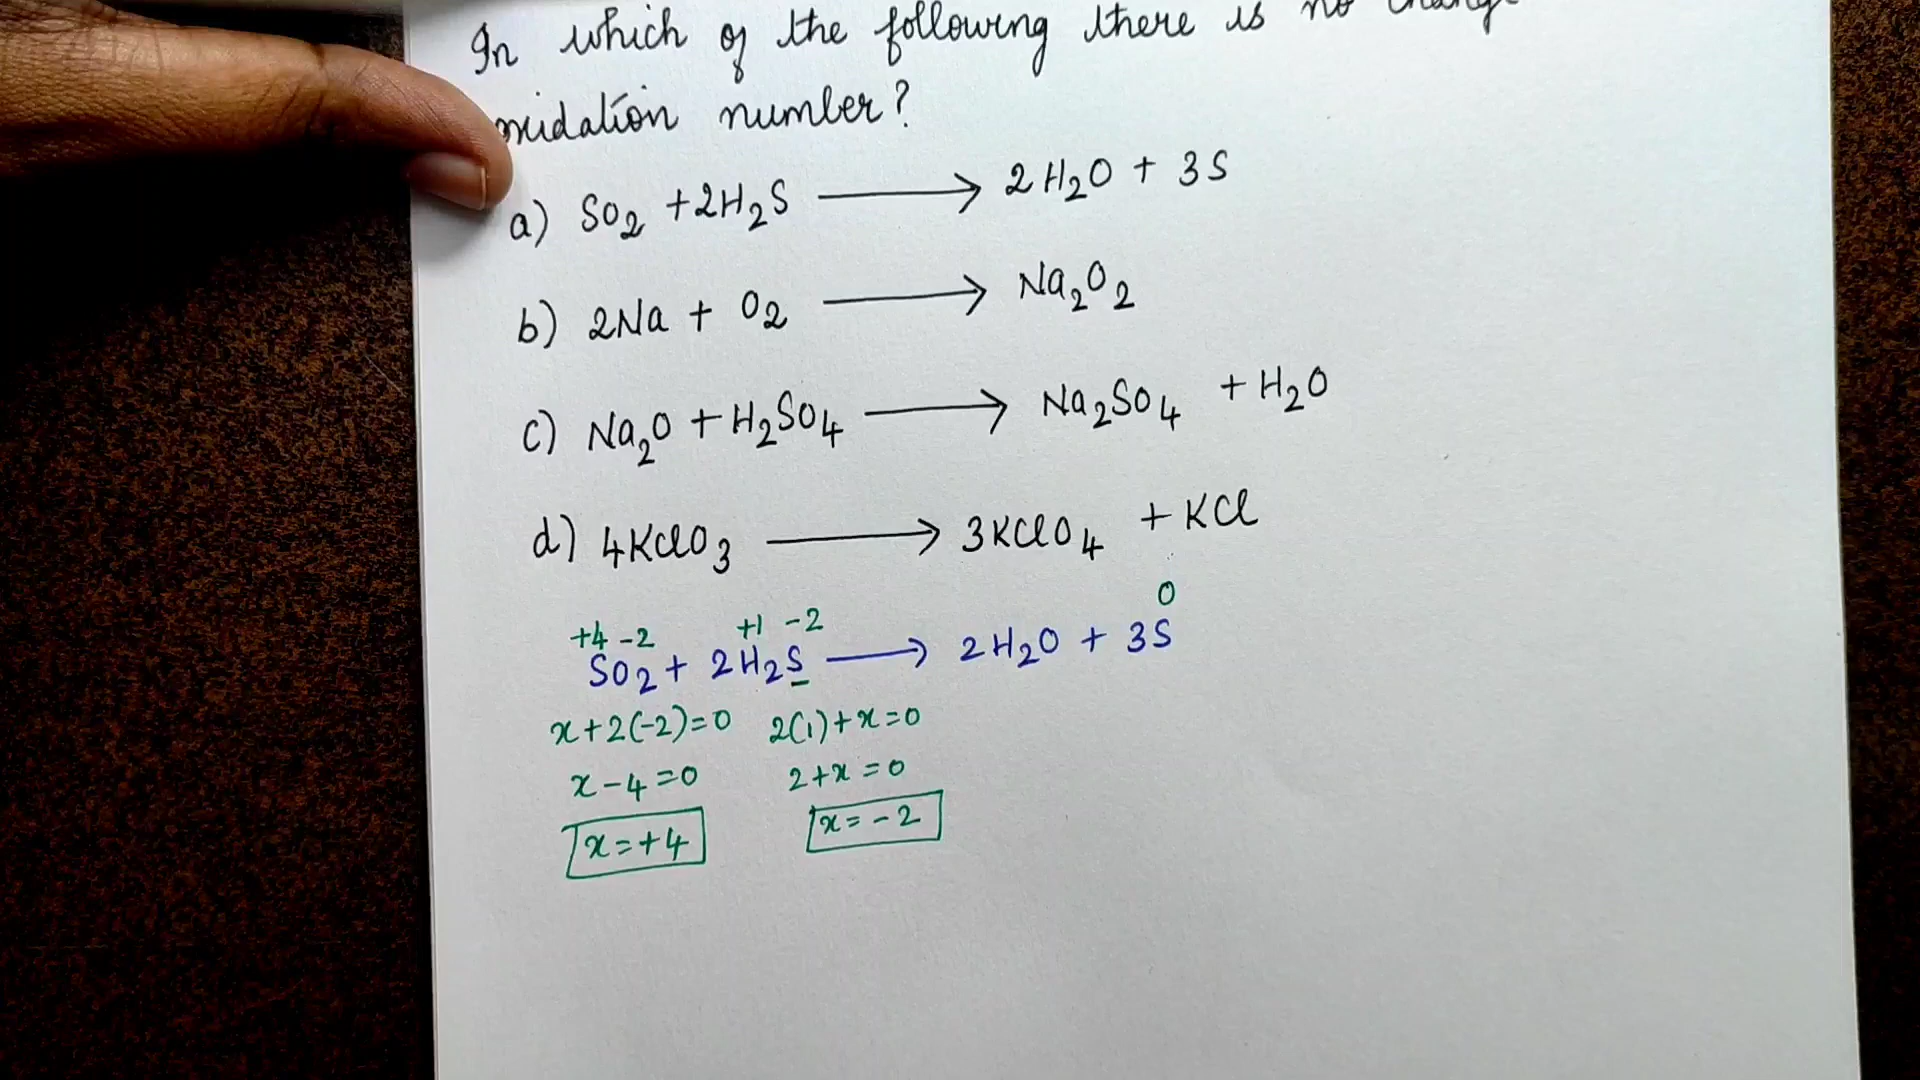 In which of the following there is no
oxidation number?
a) SO₂ + 2H₂S ⟶ 2H₂O + 3S
b) 2Na + O₂ ⟶ Na₂O₂
c) Na₂O + H₂SO₄ ⟶ Na₂SO₄ + H₂O
d) 4KClO₃ ⟶ 3KClO₄ + KCl
+4 -2 +1 -2 0
SO₂ + 2H₂S ⟶ 2H₂O + 3S
x+2(-2)=0 2(1)+x=0
x-4=0 2+x=0
x=+4 x=-2